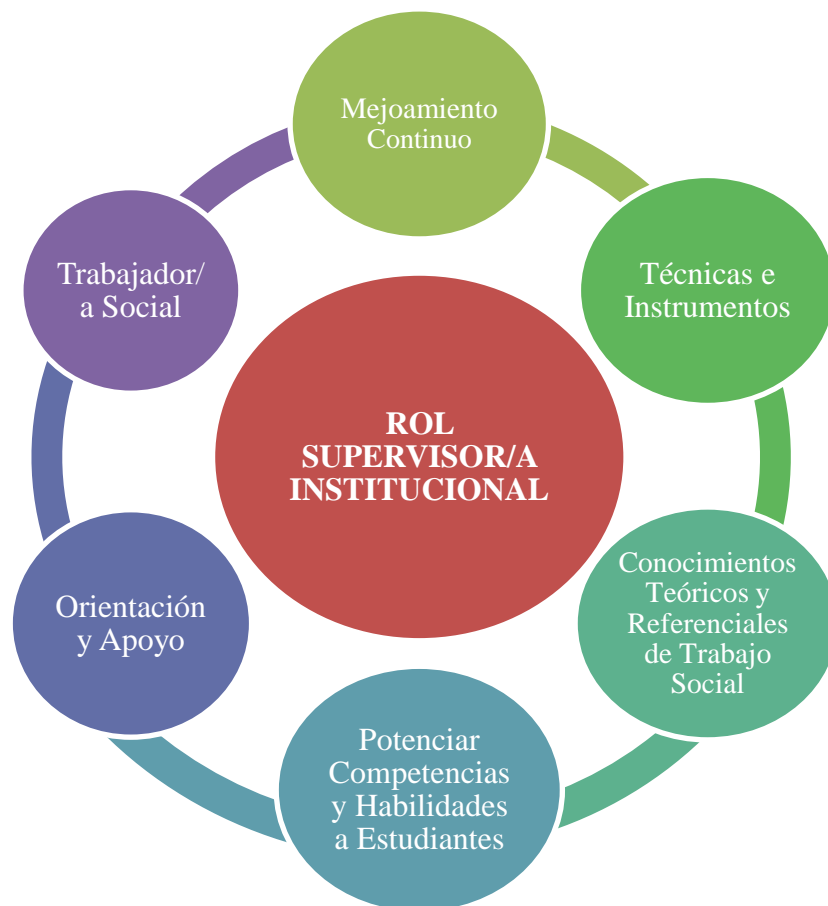 Mejoamiento
Continuo
Técnicas e
Instrumentos
Conocimientos
Teóricos y
Referenciales
de Trabajo
Social
Potenciar
Competencias
y Habilidades
a Estudiantes
Orientación
y Apoyo
Trabajador/
a Social
ROL
SUPERVISOR/A
INSTITUCIONAL